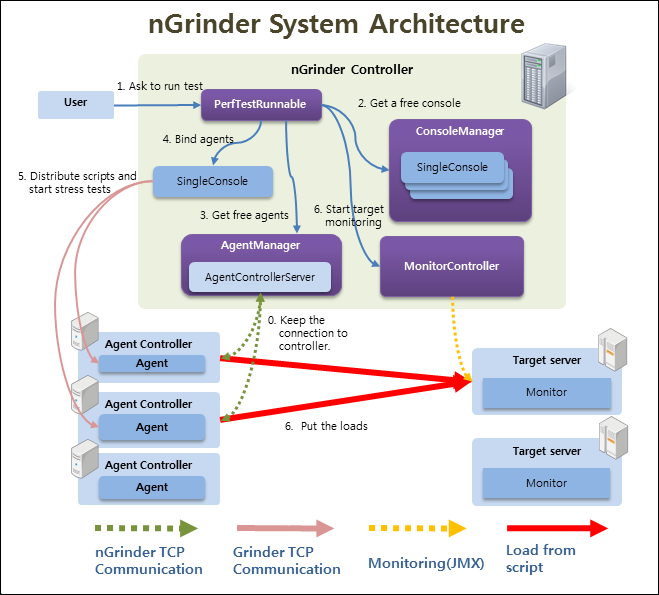 nGrinder System Architecture
nGrinder Controller
User
1. Ask to run test
PerfTestRunnable
2. Get a free console
ConsoleManager
SingleConsole
4. Bind agents
5. Distribute scripts and
start stress tests
SingleConsole
3. Get free agents
6. Start target
monitoring
AgentManager
AgentControllerServer
MonitorController
0. Keep the
connection to
controller.
Agent Controller
Agent
Agent Controller
Agent
Agent Controller
Agent
6. Put the loads
Target server
Monitor
Target server
Monitor
nGrinder TCP
Communication
Grinder TCP
Communication
Monitoring(JMX)
Load from
script